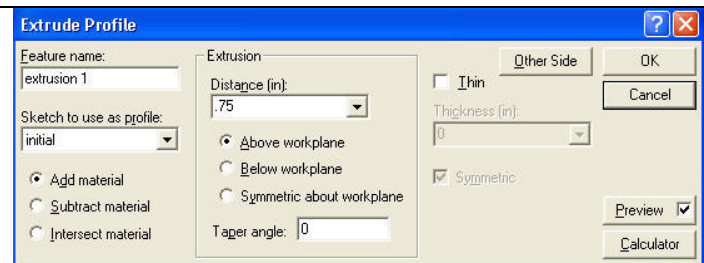 Extrude Profile
Feature name:
extrusion 1
Sketch to use as profile:
initial
Add material
Subtract material
Intersect material
Extrusion
Distance (in):
.75
Above workplane
Below workplane
Symmetric about workplane
Taper angle: 0
Other Side
Thin
Thickness (in):
0
Symmetric
OK
Cancel
Preview
Calculator